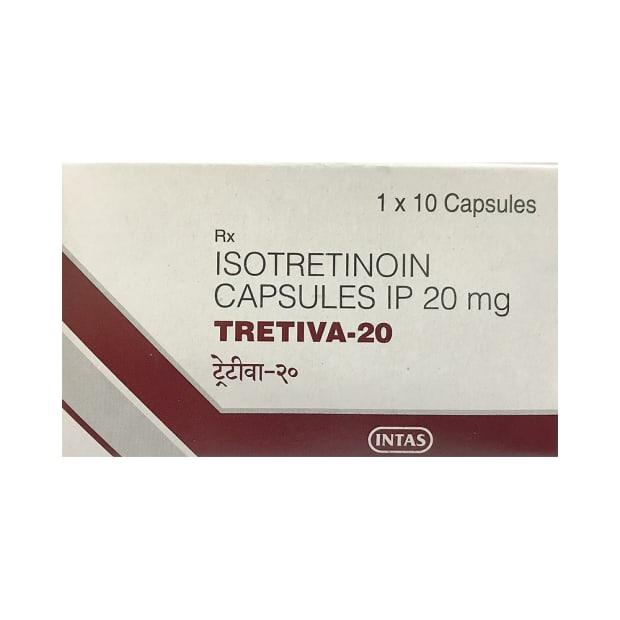 1 x 10 Capsules
Rx
ISOTRETINOIN
CAPSULES IP 20 mg
TRETIVA-20
ट्रेटीवा-२०
INTAS